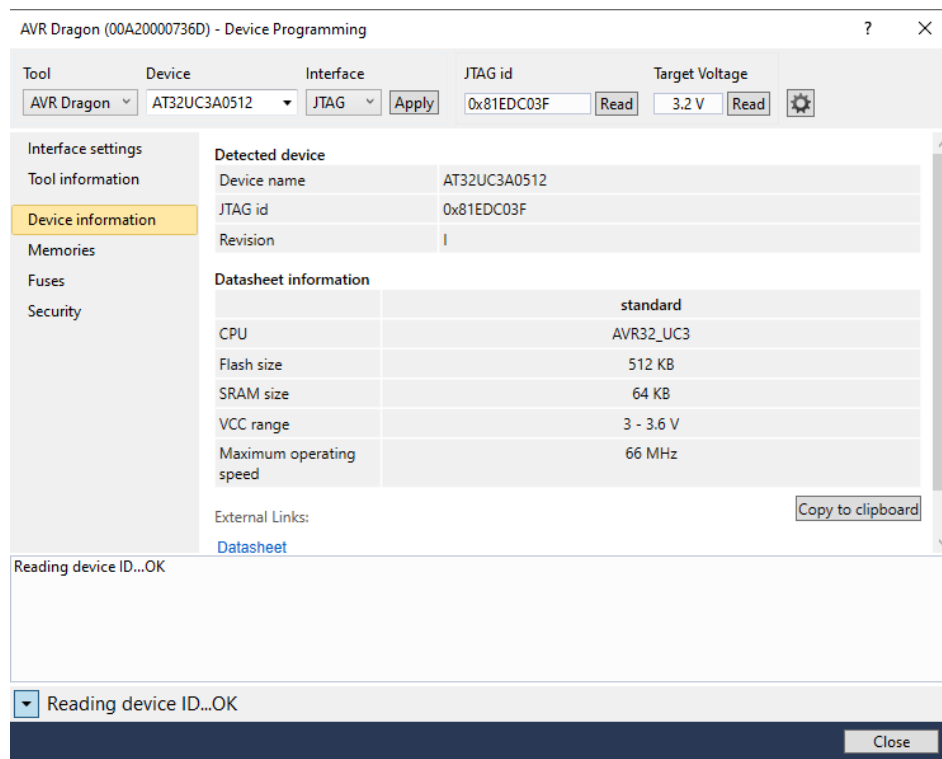 AVR Dragon (00A20000736D) - Device Programming ? ×
Tool Device Interface JTAG id Target Voltage
AVR Dragon AT32UC3A0512 JTAG Apply 0x81EDC03F Read 3.2 V Read
Interface settings
Tool information
Device information
Memories
Fuses
Security
Detected device
Device name AT32UC3A0512
JTAG id 0x81EDC03F
Revision I
Datasheet information
standard
CPU AVR32_UC3
Flash size 512 KB
SRAM size 64 KB
VCC range 3 - 3.6 V
Maximum operating
speed
66 MHz
External Links:
Copy to clipboard
Datasheet
Reading device ID...OK
Reading device ID...OK
Close